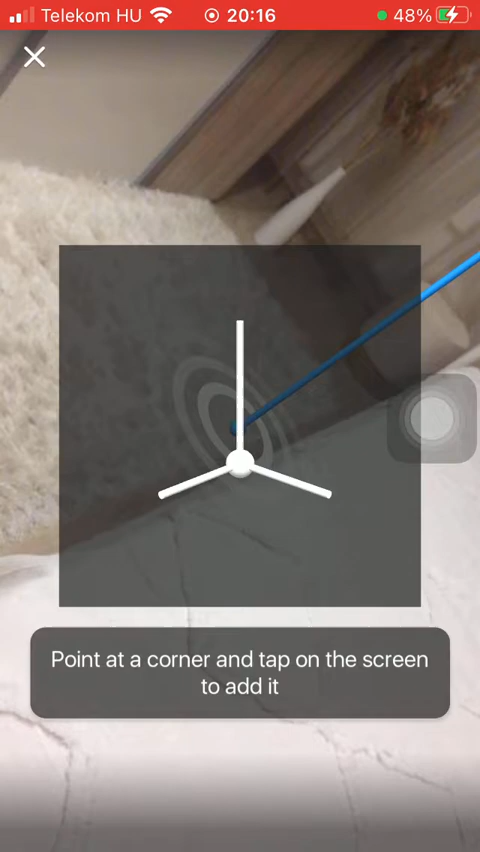 Telekom HU 20:16 48%
Point at a corner and tap on the screen
to add it